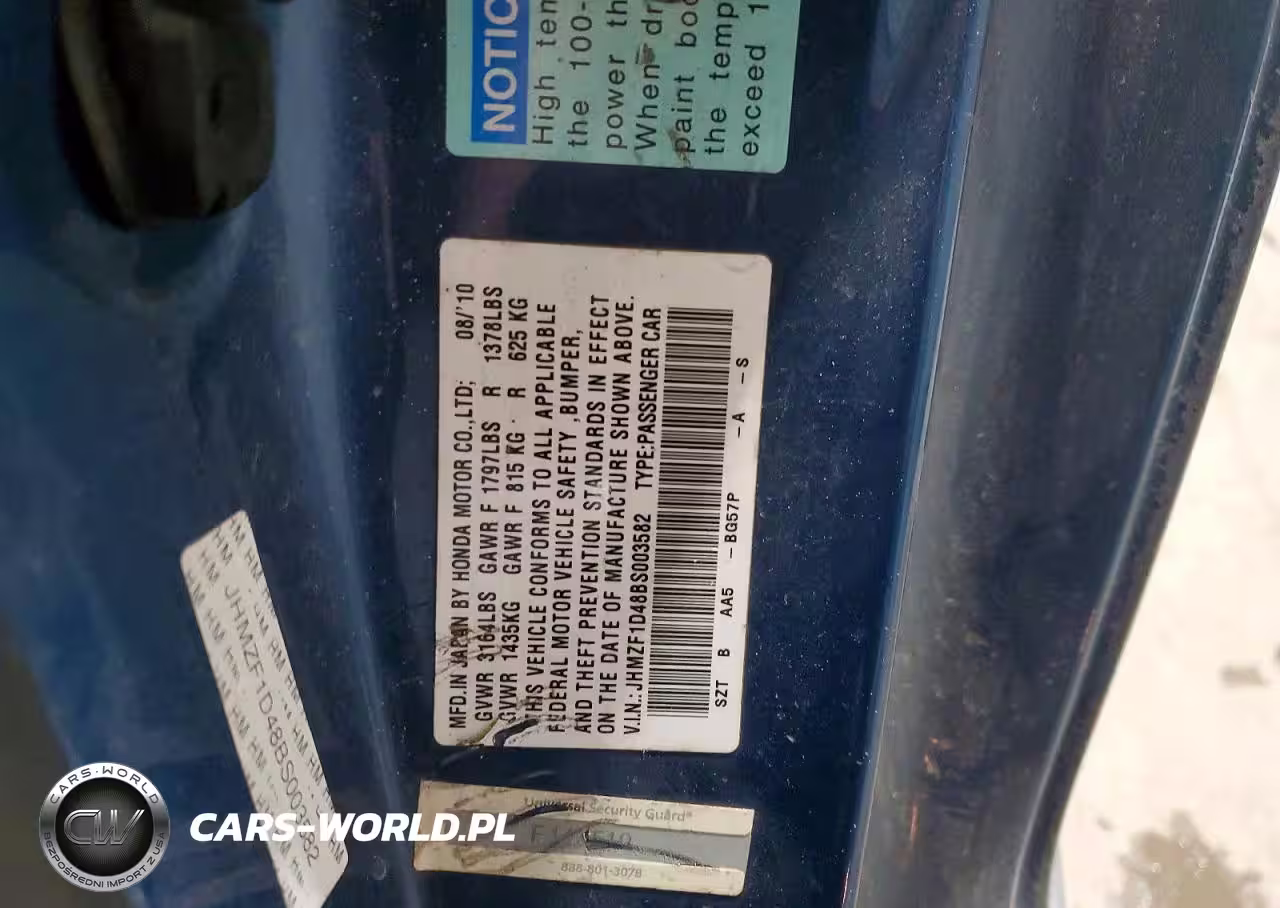 NOTIC
High tem
the 100-
power th
When dr
paint boo
the temp
exceed 1
MFD.IN JAPAN BY HONDA MOTOR CO.,LTD; 08/'10
GVWR 3164LBS GAWR F 1797LBS R 1378LBS
GVWR 1435KG GAWR F 815 KG R 625 KG
THIS VEHICLE CONFORMS TO ALL APPLICABLE
FEDERAL MOTOR VEHICLE SAFETY ,BUMPER,
AND THEFT PREVENTION STANDARDS IN EFFECT
ON THE DATE OF MANUFACTURE SHOWN ABOVE.
V.I.N.:JHMZF1D48BS003582 TYPE:PASSENGER CAR
SZT B AA5 -BG57P -A -S
JHMZF1D48BS003582
Universal Security Guard®
888-801-3078
CARS-WORLD
CW
BEZPOŚREDNI IMPORT Z USA
CARS-WORLD.PL